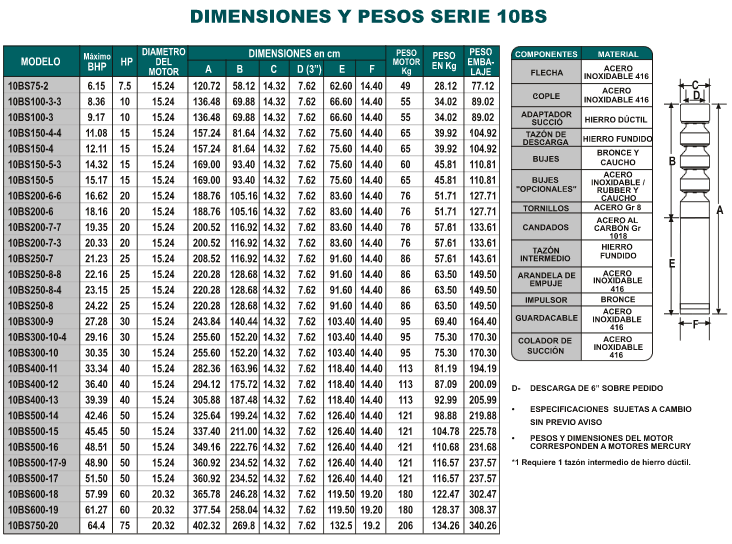 DIMENSIONES Y PESOS SERIE 10BS
MODELO Máximo BHP HP DIAMETRO DEL MOTOR DIMENSIONES en cm PESO MOTOR Kg PESO EN Kg PESO EMBA-LAJE
A B C D (3") E F
10BS75-2 6.15 7.5 15.24 120.72 58.12 14.32 7.62 62.60 14.40 49 28.12 77.12
10BS100-3-3 8.36 10 15.24 136.48 69.88 14.32 7.62 66.60 14.40 55 34.02 89.02
10BS100-3 9.17 10 15.24 136.48 69.88 14.32 7.62 66.60 14.40 55 34.02 89.02
10BS150-4-4 11.08 15 15.24 157.24 81.64 14.32 7.62 75.60 14.40 65 39.92 104.92
10BS150-4 12.11 15 15.24 157.24 81.64 14.32 7.62 75.60 14.40 65 39.92 104.92
10BS150-5-3 14.32 15 15.24 169.00 93.40 14.32 7.62 75.60 14.40 60 45.81 110.81
10BS150-5 15.17 15 15.24 169.00 93.40 14.32 7.62 75.60 14.40 65 45.81 110.81
10BS200-6-6 16.62 20 15.24 188.76 105.16 14.32 7.62 83.60 14.40 76 51.71 127.71
10BS200-6 18.16 20 15.24 188.76 105.16 14.32 7.62 83.60 14.40 76 51.71 127.71
10BS200-7-7 19.35 20 15.24 200.52 116.92 14.32 7.62 83.60 14.40 76 57.61 133.61
10BS200-7-3 20.33 20 15.24 200.52 116.92 14.32 7.62 83.60 14.40 76 57.61 133.61
10BS250-7 21.23 25 15.24 208.52 116.92 14.32 7.62 91.60 14.40 86 57.61 143.61
10BS250-8-8 22.16 25 15.24 220.28 128.68 14.32 7.62 91.60 14.40 86 63.50 149.50
10BS250-8-4 23.15 25 15.24 220.28 128.68 14.32 7.62 91.60 14.40 86 63.50 149.50
10BS250-8 24.22 25 15.24 220.28 128.68 14.32 7.62 91.60 14.40 86 63.50 149.50
10BS300-9 27.28 30 15.24 243.84 140.44 14.32 7.62 103.40 14.40 95 69.40 164.40
10BS300-10-4 29.16 30 15.24 255.60 152.20 14.32 7.62 103.40 14.40 95 75.30 170.30
10BS300-10 30.35 30 15.24 255.60 152.20 14.32 7.62 103.40 14.40 95 75.30 170.30
10BS400-11 33.34 40 15.24 282.36 163.96 14.32 7.62 118.40 14.40 113 81.19 194.19
10BS400-12 36.40 40 15.24 294.12 175.72 14.32 7.62 118.40 14.40 113 87.09 200.09
10BS400-13 39.39 40 15.24 305.88 187.48 14.32 7.62 118.40 14.40 113 92.99 205.99
10BS500-14 42.46 50 15.24 325.64 199.24 14.32 7.62 126.40 14.40 121 98.88 219.88
10BS500-15 45.45 50 15.24 337.40 211.00 14.32 7.62 126.40 14.40 121 104.78 225.78
10BS500-16 48.51 50 15.24 349.16 222.76 14.32 7.62 126.40 14.40 121 110.68 231.68
10BS500-17-9 48.90 50 15.24 360.92 234.52 14.32 7.62 126.40 14.40 121 116.57 237.57
10BS500-17 51.50 50 15.24 360.92 234.52 14.32 7.62 126.40 14.40 121 116.57 237.57
10BS600-18 57.99 60 20.32 365.78 246.28 14.32 7.62 119.50 19.20 180 122.47 302.47
10BS600-19 61.27 60 20.32 377.54 258.04 14.32 7.62 119.50 19.20 180 128.37 308.37
10BS750-20 64.4 75 20.32 402.32 269.8 14.32 7.62 132.5 19.2 206 134.26 340.26
COMPONENTES MATERIAL
FLECHA ACERO INOXIDABLE 416
COPLE ACERO INOXIDABLE 416
ADAPTADOR SUCCIÓ HIERRO DÚCTIL
TAZÓN DE DESCARGA HIERRO FUNDIDO
BUJES BRONCE Y CAUCHO
BUJES "OPCIONALES" ACERO INOXIDABLE / RUBBER Y CAUCHO
TORNILLOS ACERO Gr 8
CANDADOS ACERO AL CARBÓN Gr 1018
TAZÓN INTERMEDIO HIERRO FUNDIDO
ARANDELA DE EMPUJE ACERO INOXIDABLE 416
IMPULSOR BRONCE
GUARDACABLE ACERO INOXIDABLE 416
COLADOR DE SUCCIÓN ACERO INOXIDABLE 416
C
D
B
A
E
F
D- DESCARGA DE 6" SOBRE PEDIDO
• ESPECIFICACIONES SUJETAS A CAMBIO
SIN PREVIO AVISO
• PESOS Y DIMENSIONES DEL MOTOR
CORRESPONDEN A MOTORES MERCURY
*1 Requiere 1 tazón intermedio de hierro dúctil.